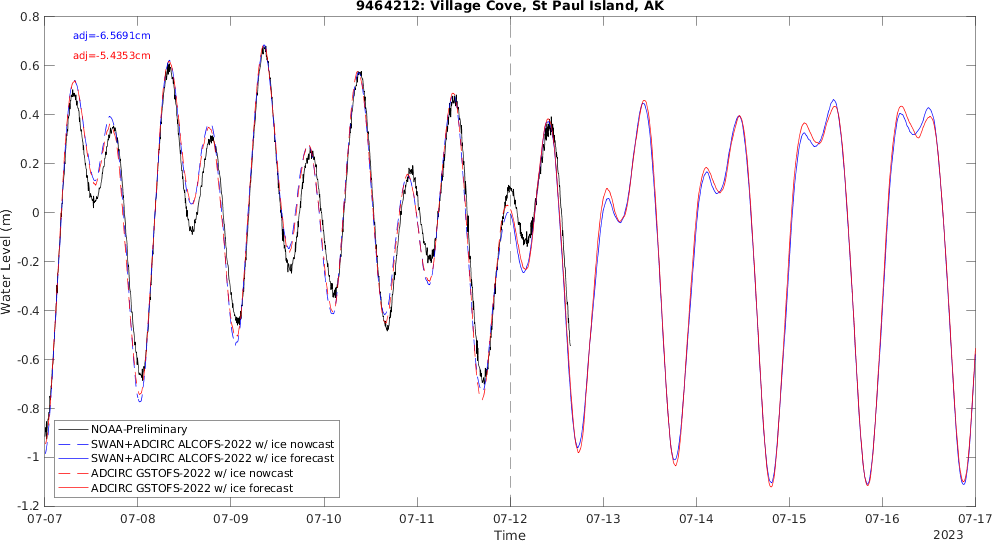 9464212: Village Cove, St Paul Island, AK
adj=-6.5691cm
adj=-5.4353cm
Water Level (m)
0.8
0.6
0.4
0.2
0
-0.2
-0.4
-0.6
-0.8
-1
-1.2
NOAA-Preliminary
SWAN+ADCIRC ALCOFS-2022 w/ ice nowcast
SWAN+ADCIRC ALCOFS-2022 w/ ice forecast
ADCIRC GSTOFS-2022 w/ ice nowcast
ADCIRC GSTOFS-2022 w/ ice forecast
07-07 07-08 07-09 07-10 07-11 07-12 07-13 07-14 07-15 07-16 07-17
Time
2023